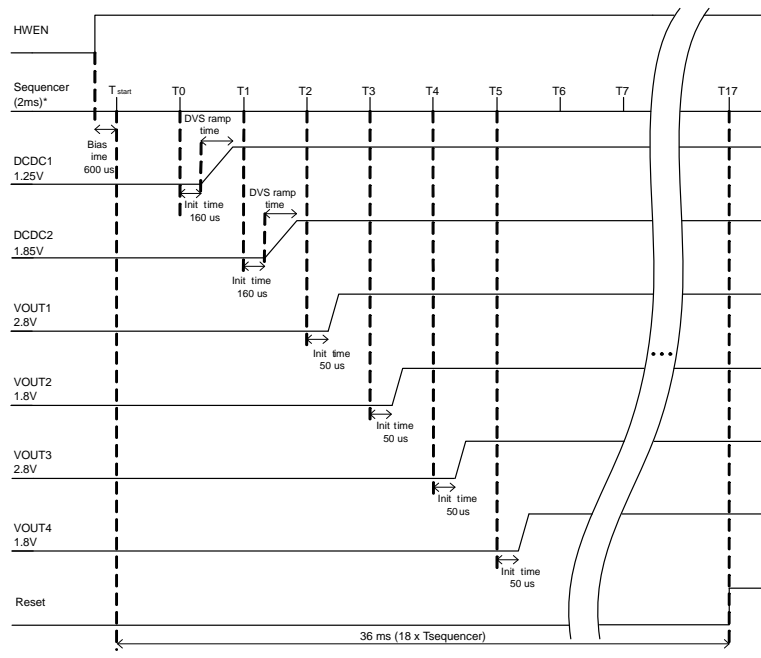 HWEN
Sequencer
(2ms)*
T start
T0
T1
T2
T3
T4
T5
T6
T7
T17
DVS ramp
time
Bias
ime
600 us
DCDC1
1.25V
Init time
160 us
DVS ramp
time
DCDC2
1.85V
Init time
160 us
VOUT1
2.8V
Init time
50 us
...
VOUT2
1.8V
Init time
50 us
VOUT3
2.8V
Init time
50us
VOUT4
1.8V
Init time
50 us
Reset
36 ms (18 x Tsequencer)